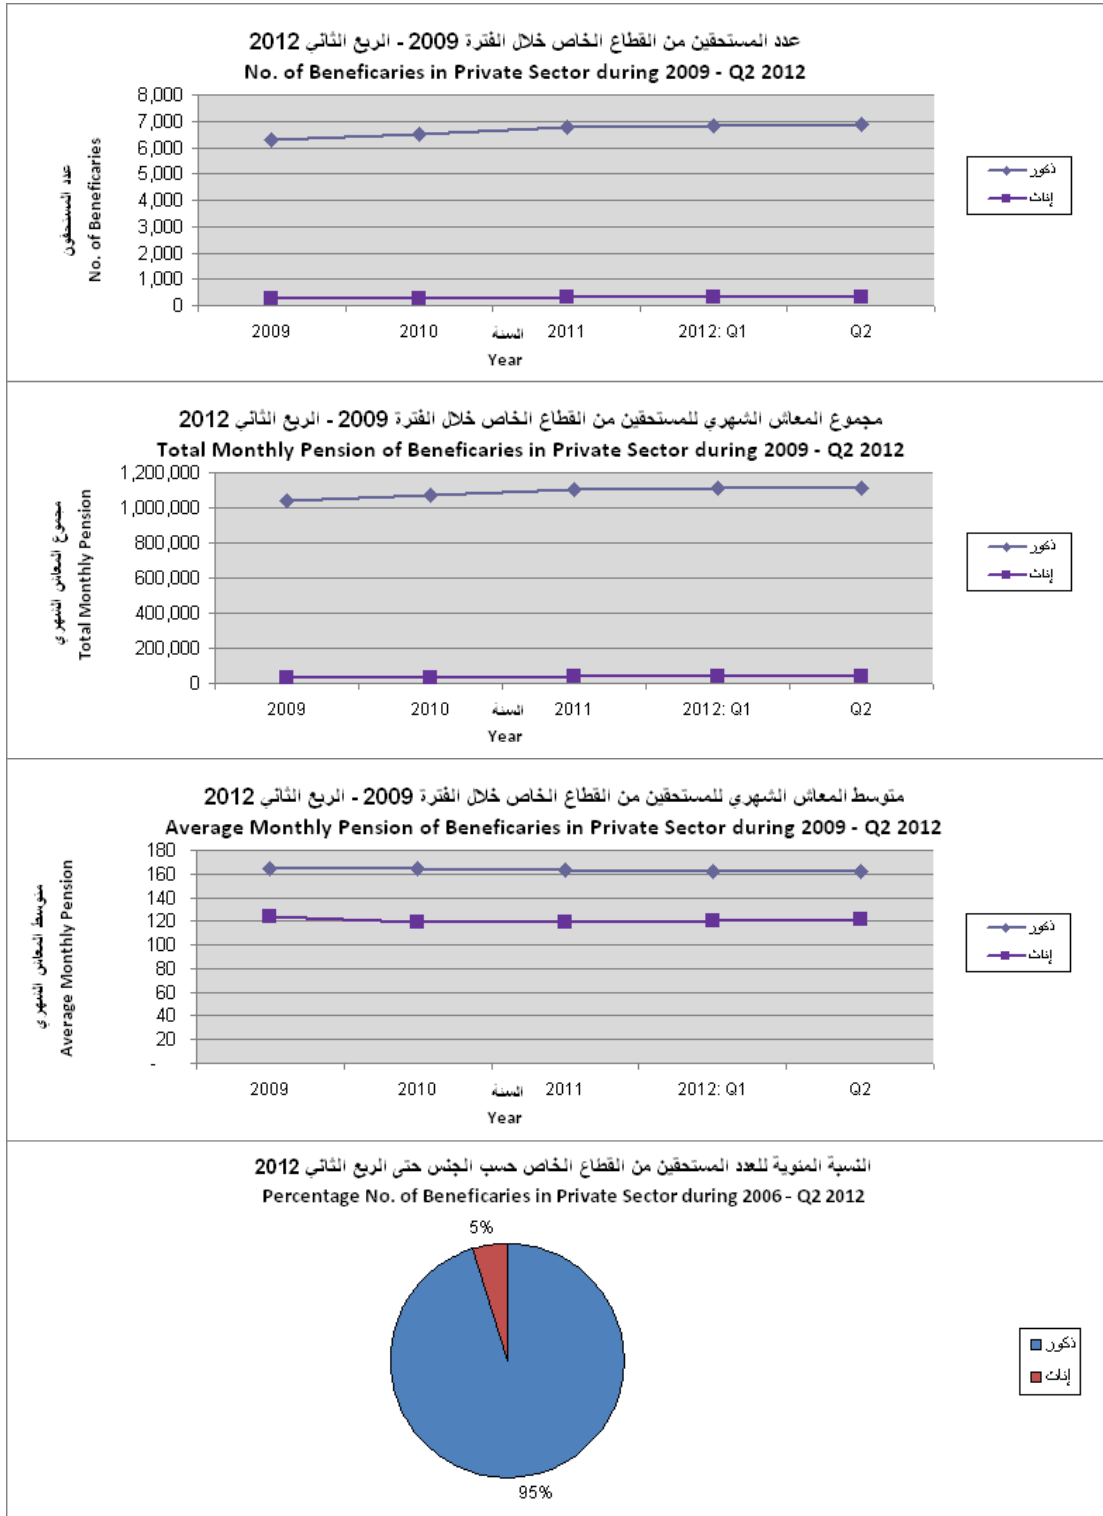 عدد المستحقين من القطاع الخاص خلال الفترة 2009 - الربع الثاني 2012
No. of Beneficaries in Private Sector during 2009 - Q2 2012
عدد المستحقون
No. of Beneficaries
8,000
7,000
6,000
5,000
4,000
3,000
2,000
1,000
0
2009
2010
2011
2012: Q1
Q2
السنة
Year
ذكور
إناث
مجموع المعاش الشهري للمستحقين من القطاع الخاص خلال الفترة 2009 - الربع الثاني 2012
Total Monthly Pension of Beneficaries in Private Sector during 2009 - Q2 2012
مجموع المعاش الشهري
Total Monthly Pension
1,200,000
1,000,000
800,000
600,000
400,000
200,000
0
2009
2010
2011
2012: Q1
Q2
السنة
Year
ذكور
إناث
متوسط المعاش الشهري للمستحقين من القطاع الخاص خلال الفترة 2009 - الربع الثاني 2012
Average Monthly Pension of Beneficaries in Private Sector during 2009 - Q2 2012
متوسط المعاش الشهري
Average Monthly Pension
180
160
140
120
100
80
60
40
20
-
2009
2010
2011
2012: Q1
Q2
السنة
Year
ذكور
إناث
النسبة المئوية للعدد المستحقين من القطاع الخاص حسب الجنس حتى الربع الثاني 2012
Percentage No. of Beneficaries in Private Sector during 2006 - Q2 2012
5%
95%
ذكور
إناث